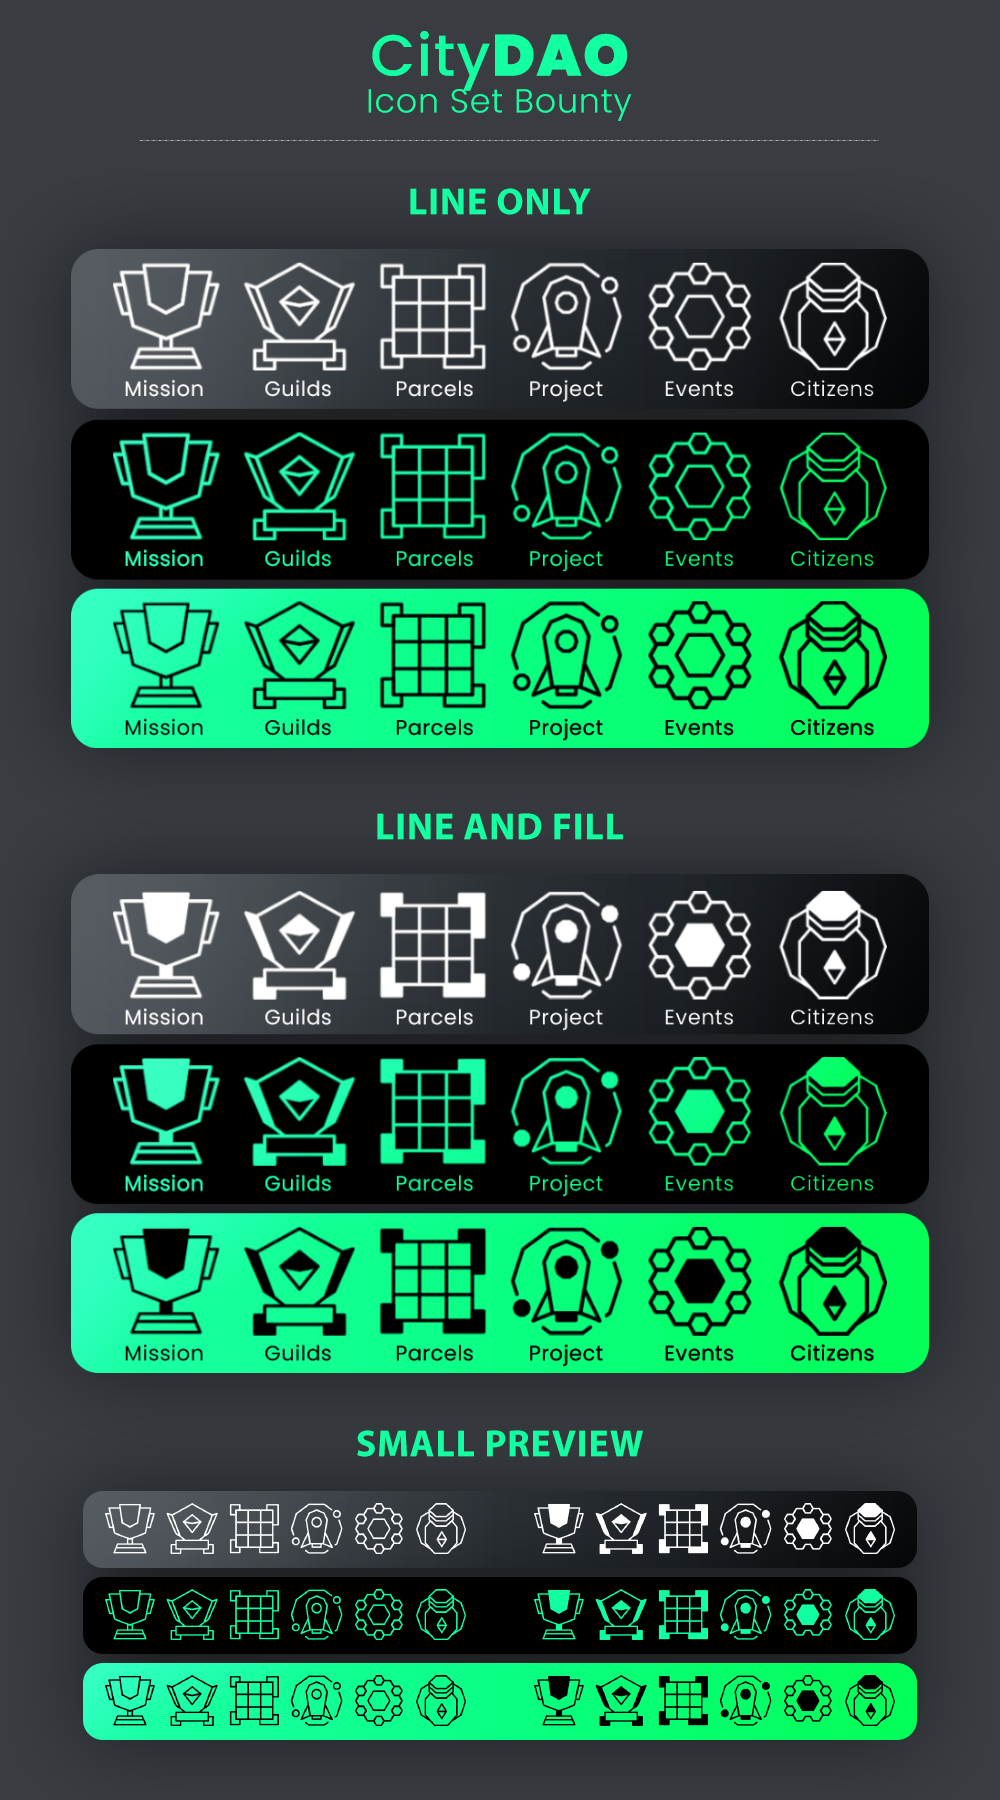 CityDAO
Icon Set Bounty
LINE ONLY
Mission Guilds Parcels Project Events Citizens
Mission Guilds Parcels Project Events Citizens
Mission Guilds Parcels Project Events Citizens
LINE AND FILL
Mission Guilds Parcels Project Events Citizens
Mission Guilds Parcels Project Events Citizens
Mission Guilds Parcels Project Events Citizens
SMALL PREVIEW